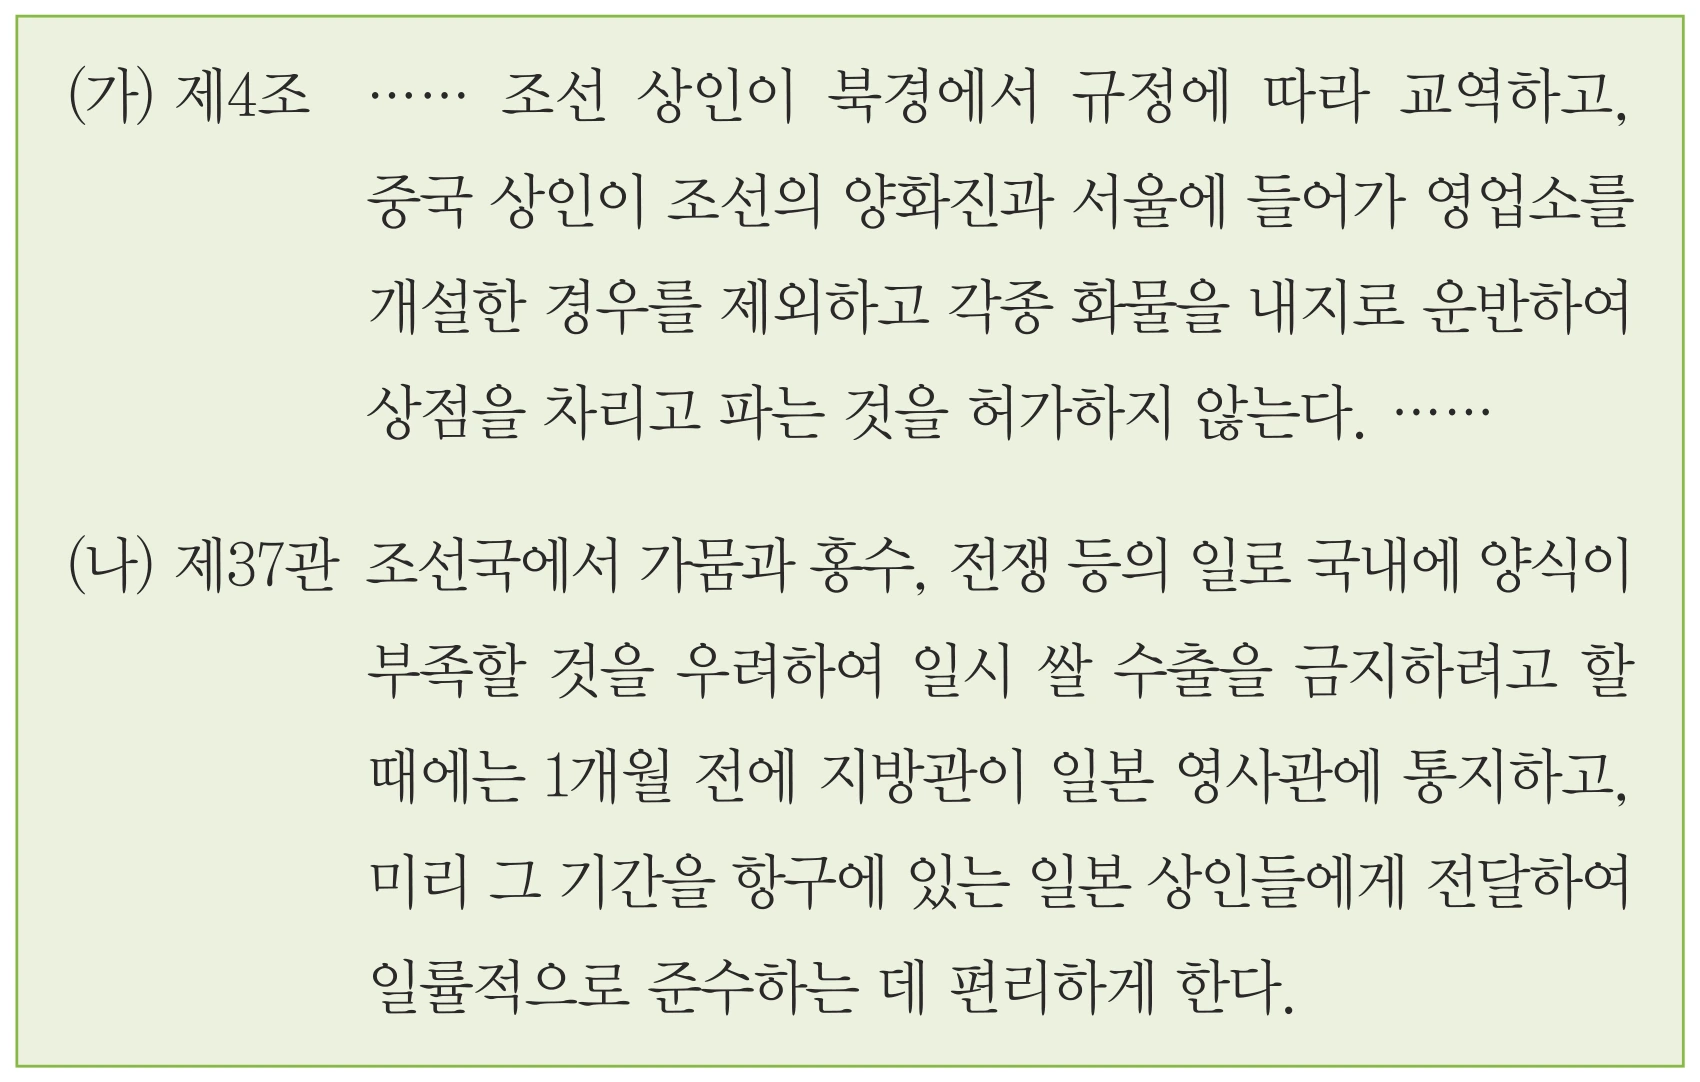 (가) 제4조 …… 조선 상인이 북경에서 규정에 따라 교역하고,
중국 상인이 조선의 양화진과 서울에 들어가 영업소를
개설한 경우를 제외하고 각종 화물을 내지로 운반하여
상점을 차리고 파는 것을 허가하지 않는다. ……
(나) 제37관 조선국에서 가뭄과 홍수, 전쟁 등의 일로 국내에 양식이
부족할 것을 우려하여 일시 쌀 수출을 금지하려고 할
때에는 1개월 전에 지방관이 일본 영사관에 통지하고,
미리 그 기간을 항구에 있는 일본 상인들에게 전달하여
일률적으로 준수하는 데 편리하게 한다.